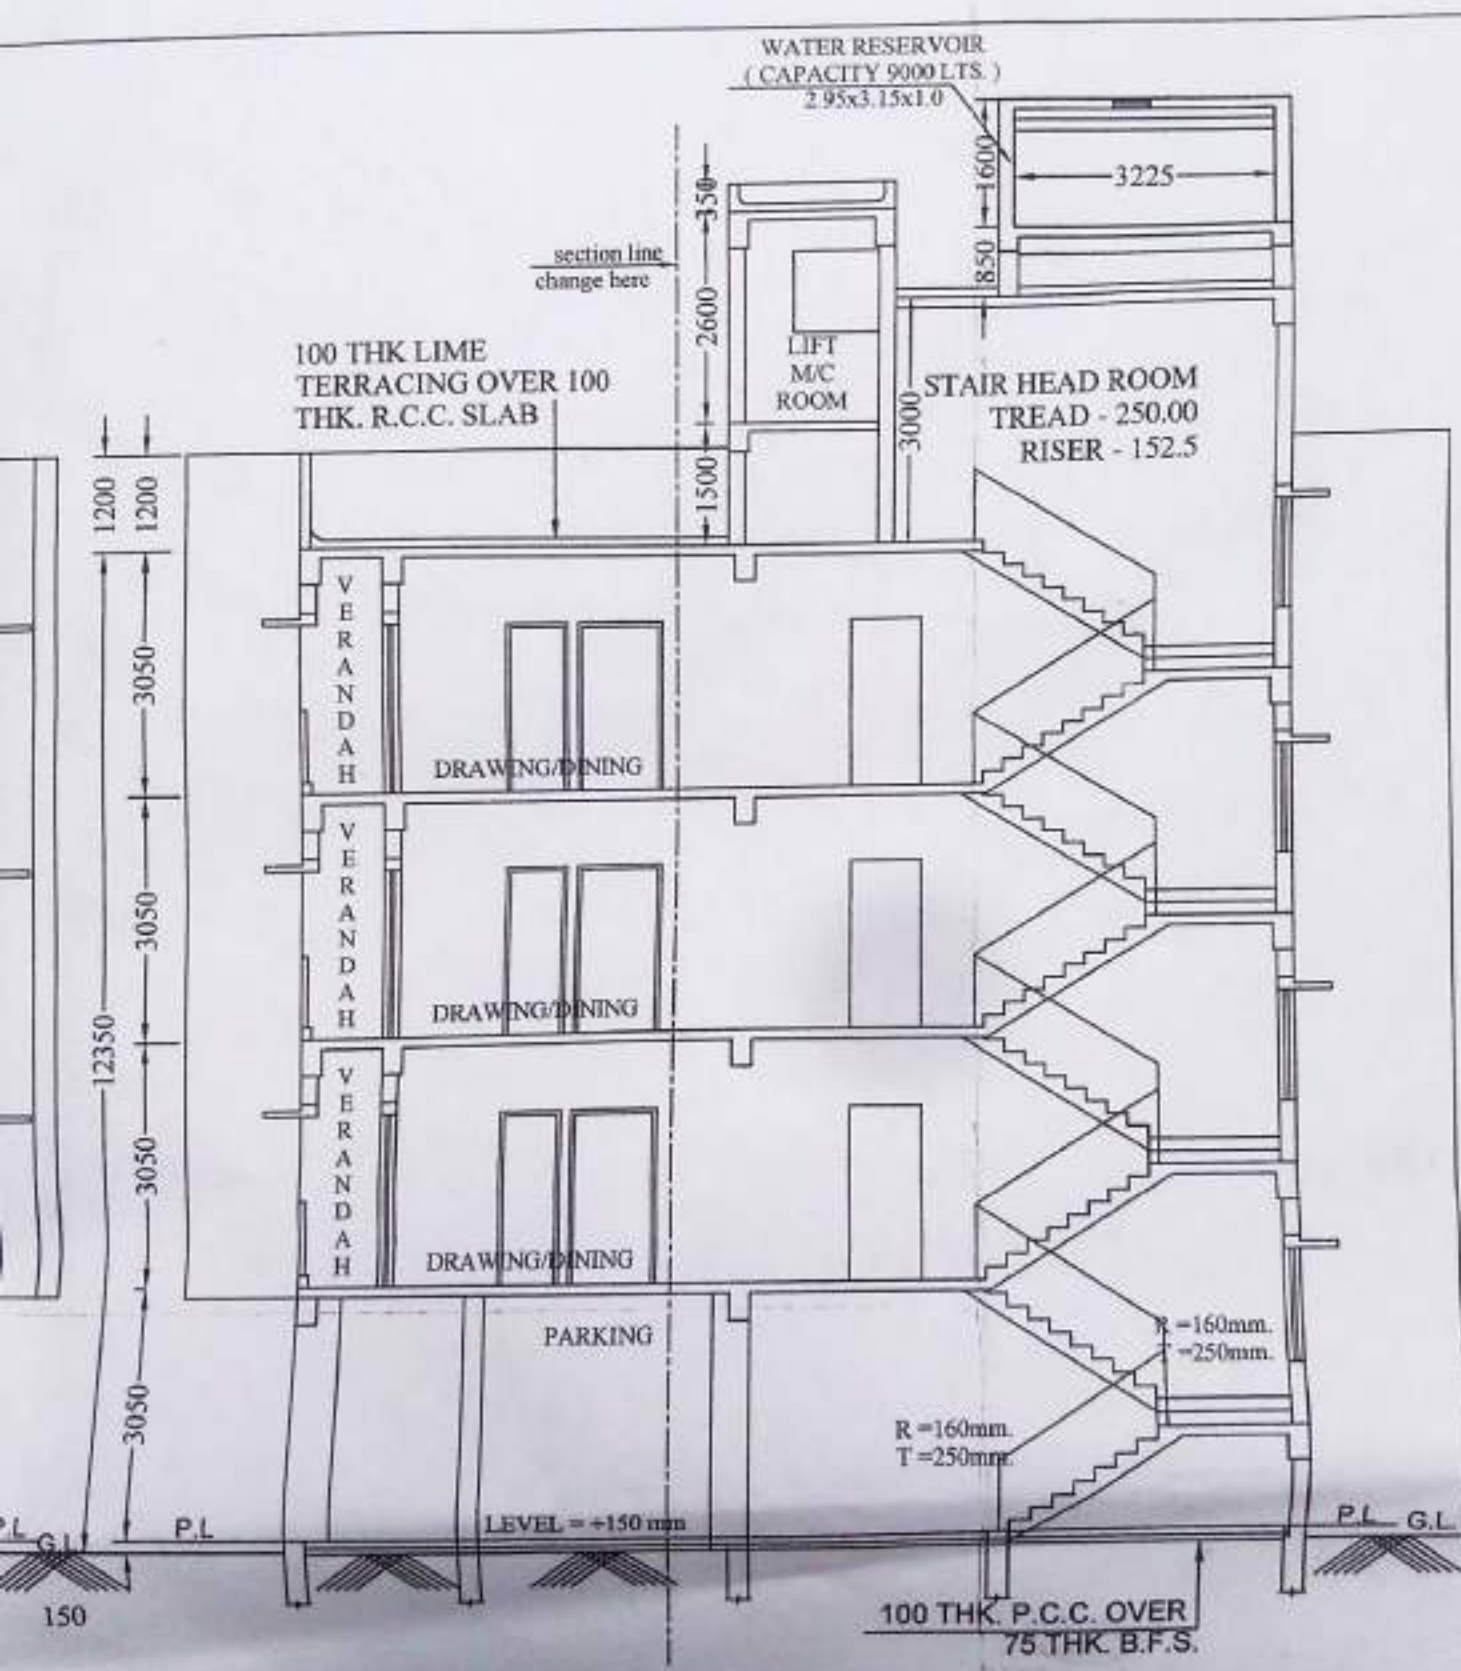 WATER RESERVOIR
( CAPACITY 9000 LTS. )
2.95x3.15x1.0
1600
3225
350
section line
change here
850
2600
LIFT
M/C
ROOM
100 THK LIME
TERRACING OVER 100
THK. R.C.C. SLAB
STAIR HEAD ROOM
TREAD - 250.00
RISER - 152.5
3000
1200
1200
1500
VERANDAH
3050
DRAWING/DINING
VERANDAH
3050
DRAWING/DINING
12350
VERANDAH
3050
DRAWING/DINING
PARKING
R =160mm.
T =250mm.
3050
R =160mm.
T =250mm.
P.L
G.L
P.L
LEVEL = +150 mm
P.L
G.L
150
100 THK. P.C.C. OVER
75 THK. B.F.S.